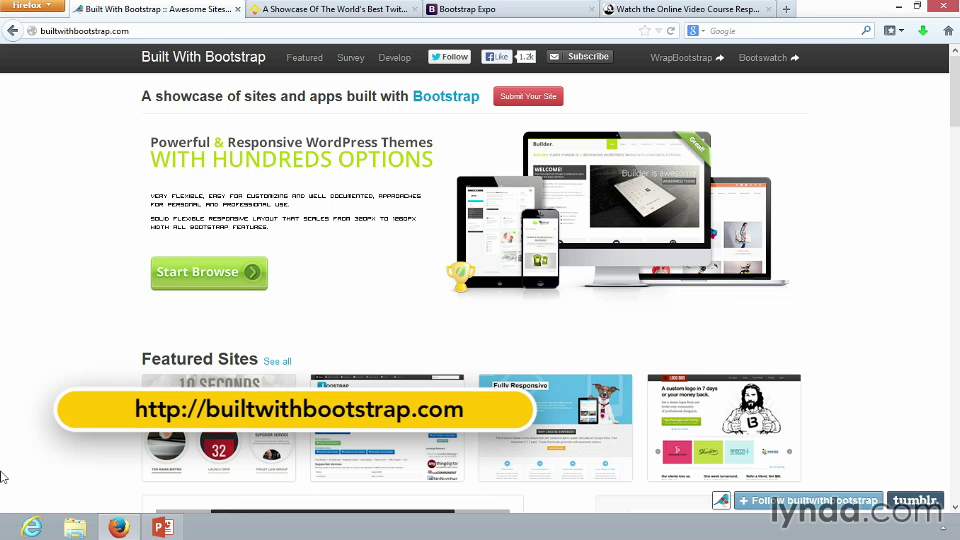 Firefox
Built With Bootstrap :: Awesome Sites...
A Showcase Of The World's Best Twit...
Bootstrap Expo
Watch the Online Video Course Resp...
builtwithbootstrap.com
Google
Built With Bootstrap
Featured
Survey
Develop
Follow
Like
1.2k
Subscribe
WrapBootstrap
Bootswatch
A showcase of sites and apps built with Bootstrap
Submit Your Site
Powerful & Responsive WordPress Themes
WITH HUNDREDS OPTIONS
VERY FLEXIBLE, EASY FOR CUSTOMIZING AND WELL DOCUMENTED, APPROACHES
FOR PERSONAL AND PROFESSIONAL USE.
SOLID FLEXIBLE RESPONSIVE LAYOUT THAT SCALES FROM 320PX TO 1280PX
WIDTH ALL BOOTSTRAP FEATURES.
Start Browse
Builder.
Great!
WELCOME!
Builder is awesome
WORDPRESS THEME
Featured Sites See all
10 SECONDS
Fully Responsive
LOGO BRO
A custom logo in 7 days
or your money back.
http://builtwithbootstrap.com
32
Follow builtwithbootstrap
tumblr.
lynda.com